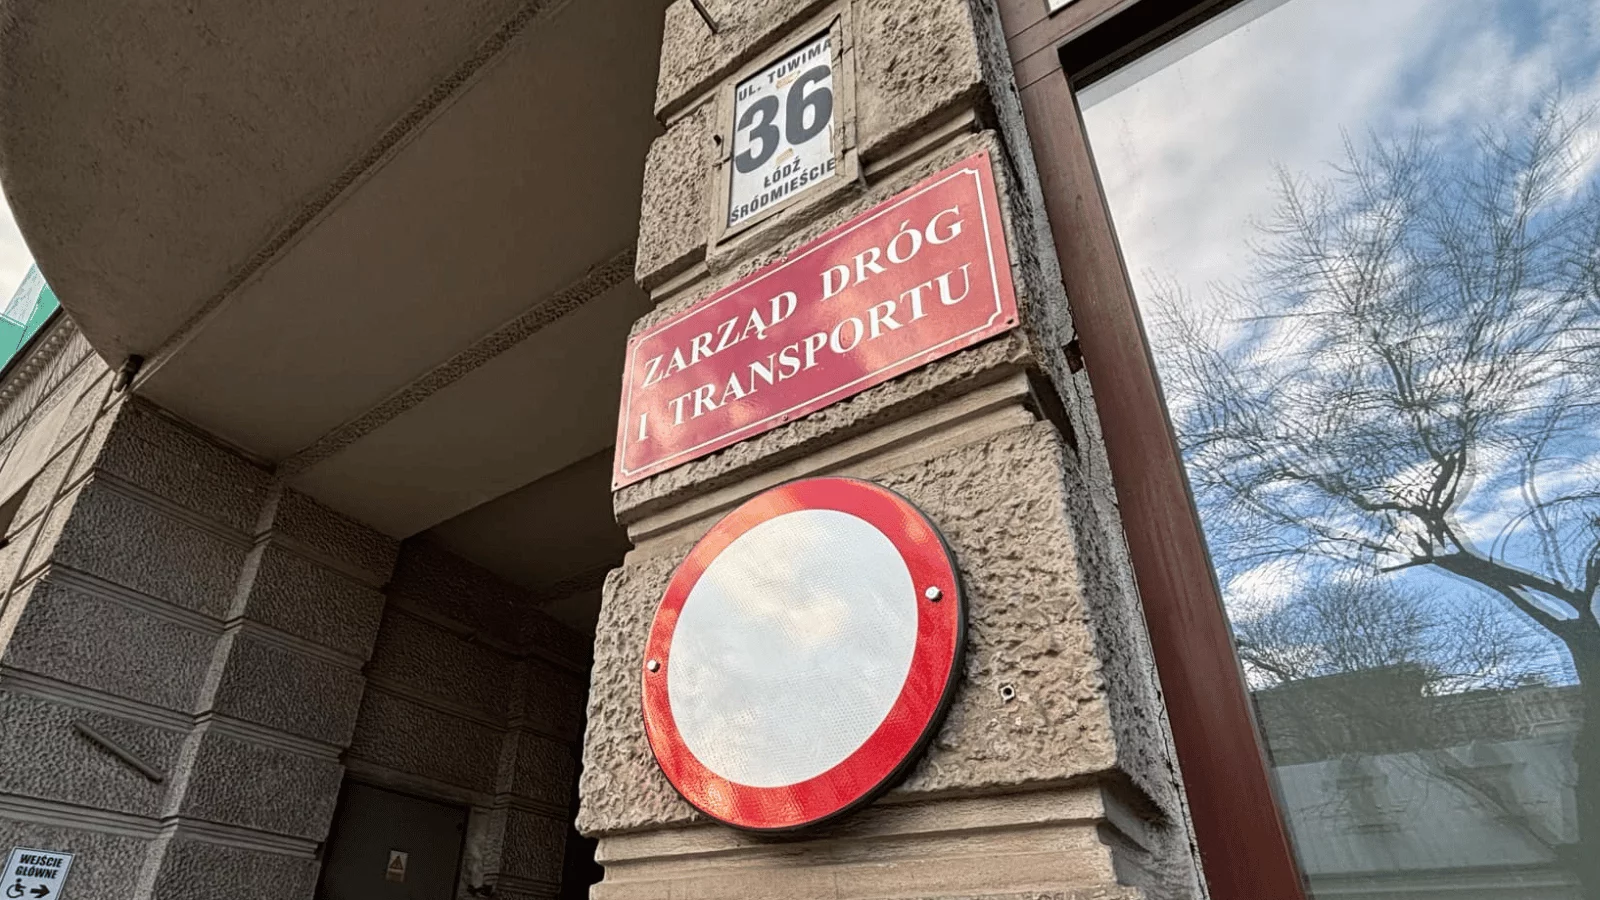 UL. TUWIMA
36
ŁÓDŹ
ŚRÓDMIEŚCIE
ZARZĄD DRÓG
I TRANSPORTU
WEJŚCIE
GŁÓWNE